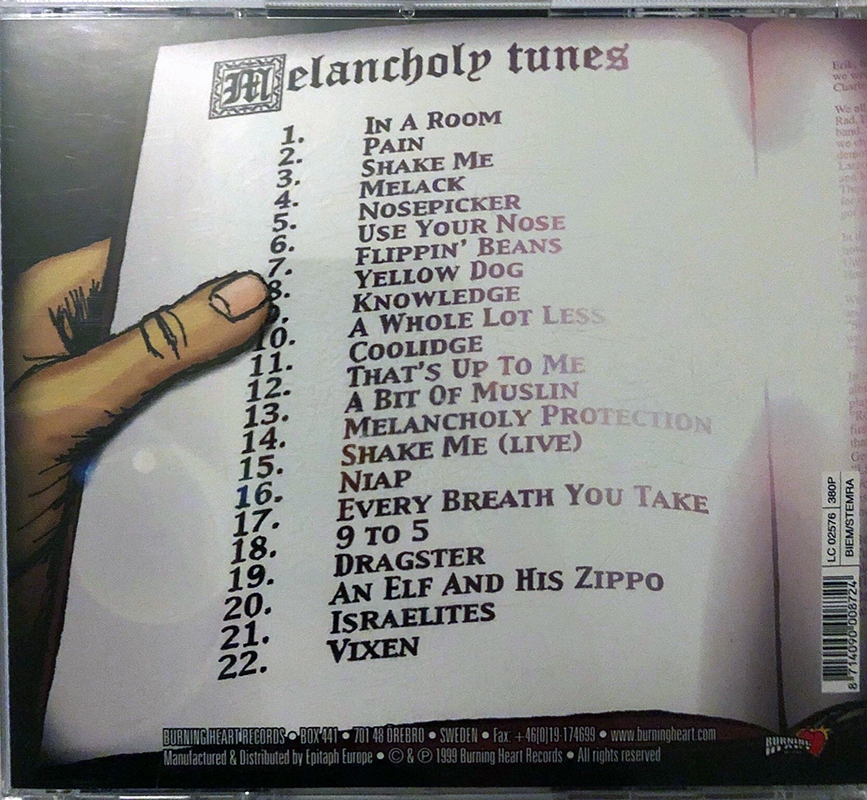 Melancholy tunes
1. IN A ROOM
2. PAIN
3. SHAKE ME
4. MELACK
5. NOSEPICKER
6. USE YOUR NOSE
7. FLIPPIN' BEANS
8. YELLOW DOG
9. KNOWLEDGE
10. A WHOLE LOT LESS
11. COOLIDGE
12. THAT'S UP TO ME
13. A BIT OF MUSLIN
14. MELANCHOLY PROTECTION
15. SHAKE ME (LIVE)
16. NIAP
17. EVERY BREATH YOU TAKE
18. 9 TO 5
19. DRAGSTER
20. AN ELF AND HIS ZIPPO
21. ISRAELITES
22. VIXEN
LC 02576 380P
BIEM/STEMRA
8 714090 008724
BURNING HEART RECORDS • BOX 441 • 701 48 ÖREBRO • SWEDEN • Fax: +46(0)19-174699 • www.burningheart.com
Manufactured & Distributed by Epitaph Europe • © & ℗ 1999 Burning Heart Records • All rights reserved
BURNING HEART